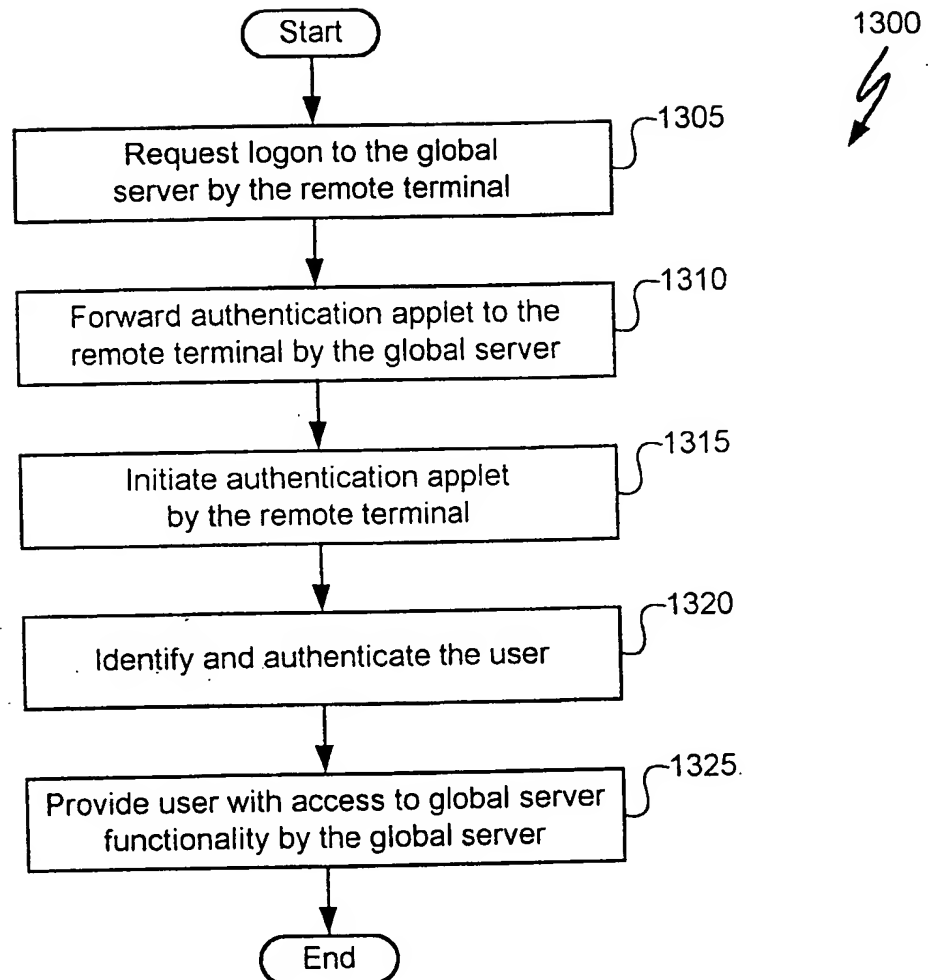 Start
1300
1305
Request logon to the global
server by the remote terminal
1310
Forward authentication applet to the
remote terminal by the global server
1315
Initiate authentication applet
by the remote terminal
1320
Identify and authenticate the user
1325
Provide user with access to global server
functionality by the global server
End